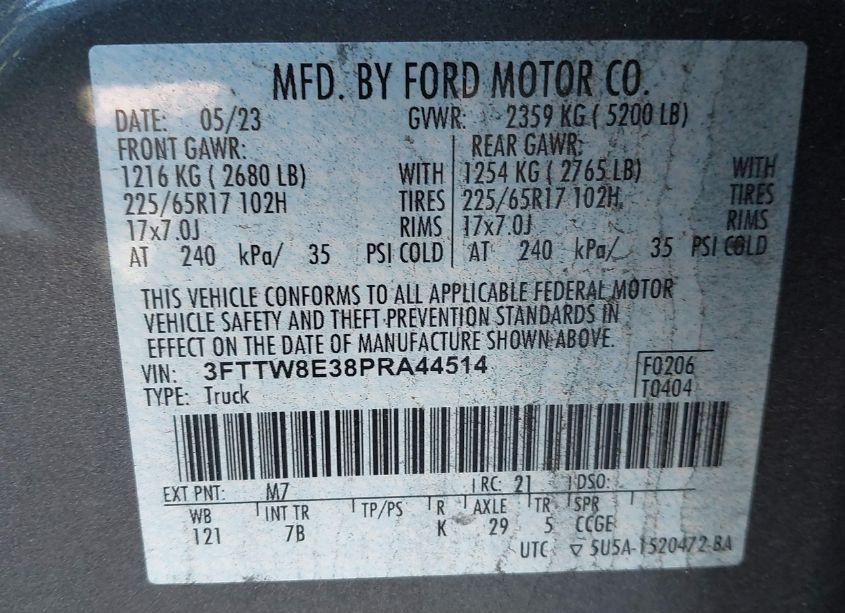 MFD. BY FORD MOTOR CO.
DATE: 05/23 GVWR: 2359 KG ( 5200 LB)
FRONT GAWR: REAR GAWR:
1216 KG ( 2680 LB) WITH 1254 KG ( 2765 LB) WITH
225/65R17 102H TIRES 225/65R17 102H TIRES
17x7.0J RIMS 17x7.0J RIMS
AT 240 kPa/ 35 PSI COLD AT 240 kPa/ 35 PSI COLD
THIS VEHICLE CONFORMS TO ALL APPLICABLE FEDERAL MOTOR
VEHICLE SAFETY AND THEFT PREVENTION STANDARDS IN
EFFECT ON THE DATE OF MANUFACTURE SHOWN ABOVE.
VIN: 3FTTW8E38PRA44514 F0206
TYPE: Truck T0404
EXT PNT: M7 RC: 21 DSO:
WB INT TR TP/PS R AXLE TR SPR
121 7B K 29 5 CCGE
UTC ▽ 5U5A-1520472-BA